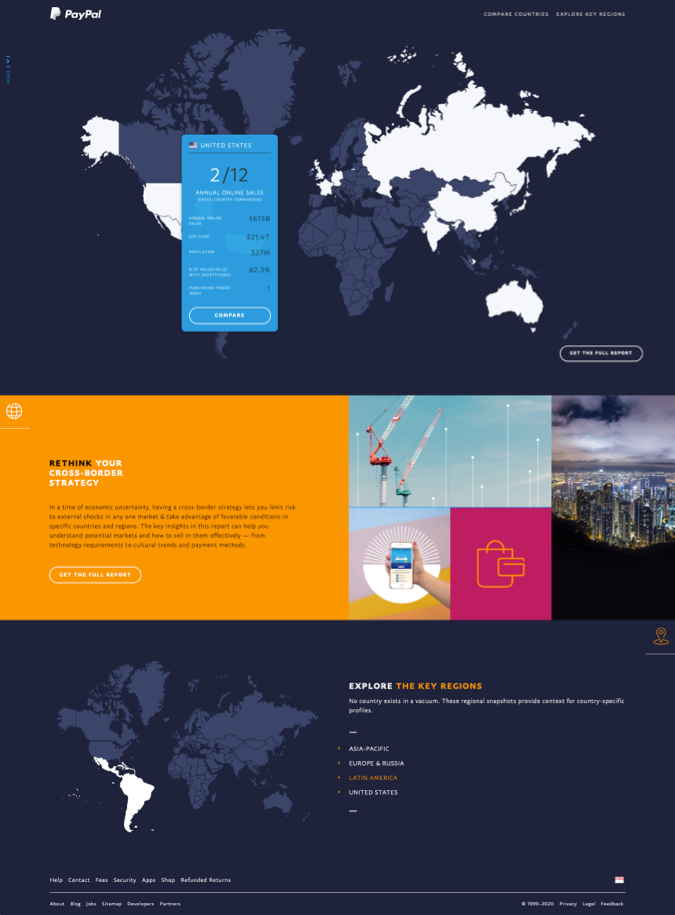 PayPal
COMPARE COUNTRIES EXPLORE KEY REGIONS
UNITED STATES
2/12
ANNUAL ONLINE SALES
(CROSS COUNTRY COMPARISON)
ANNUAL ONLINE
SALES
$615B
GDP (USD)
$21.4T
POPULATION
327M
% OF HOUSEHOLDS
WITH SMARTPHONES
82.3%
PURCHASING POWER
INDEX
1
COMPARE
GET THE FULL REPORT
RETHINK YOUR
CROSS-BORDER
STRATEGY
In a time of economic uncertainty, having a cross-border strategy lets you limit risk
to external shocks in any one market & take advantage of favorable conditions in
specific countries and regions. The key insights in this report can help you
understand potential markets and how to sell in them effectively — from
technology requirements to cultural trends and payment methods.
GET THE FULL REPORT
EXPLORE THE KEY REGIONS
No country exists in a vacuum. These regional snapshots provide context for country-specific
profiles.
ASIA-PACIFIC
EUROPE & RUSSIA
LATIN AMERICA
UNITED STATES
Help Contact Fees Security Apps Shop Refunded Returns
About Blog Jobs Sitemap Developers Partners
© 1999–2020 Privacy Legal Feedback